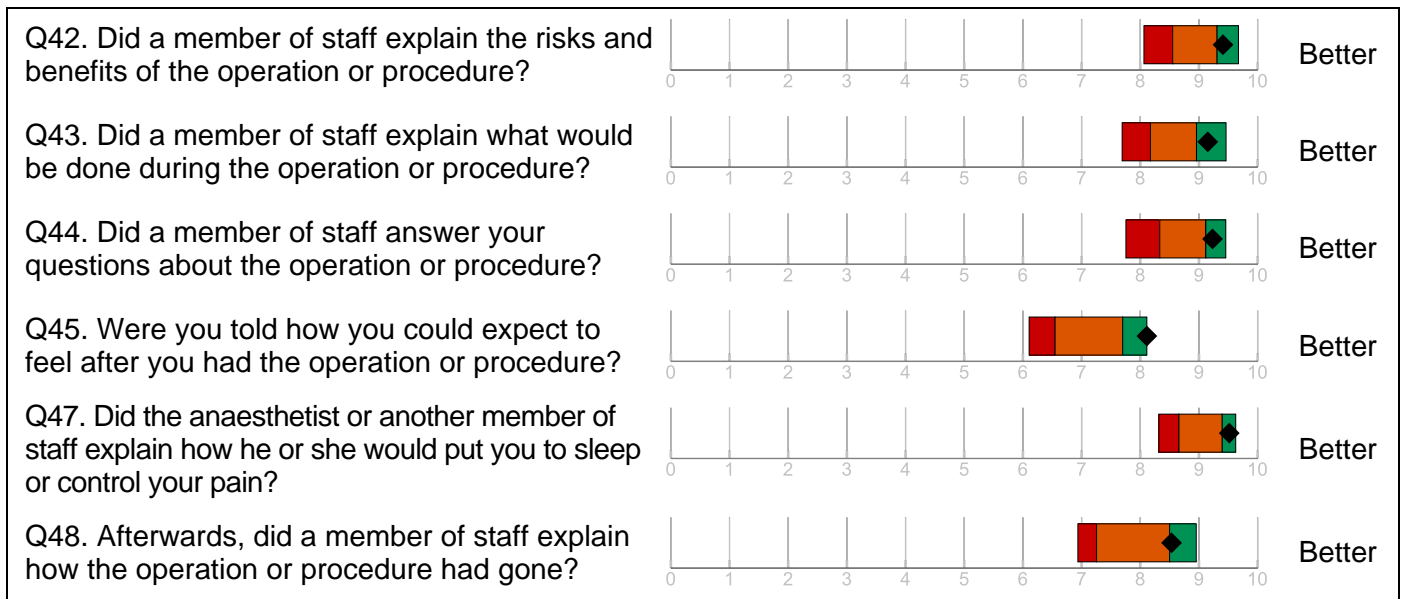 Q42. Did a member of staff explain the risks and
benefits of the operation or procedure?
0 1 2 3 4 5 6 7 8 9 10
Better
Q43. Did a member of staff explain what would
be done during the operation or procedure?
0 1 2 3 4 5 6 7 8 9 10
Better
Q44. Did a member of staff answer your
questions about the operation or procedure?
0 1 2 3 4 5 6 7 8 9 10
Better
Q45. Were you told how you could expect to
feel after you had the operation or procedure?
0 1 2 3 4 5 6 7 8 9 10
Better
Q47. Did the anaesthetist or another member of
staff explain how he or she would put you to sleep
or control your pain?
0 1 2 3 4 5 6 7 8 9 10
Better
Q48. Afterwards, did a member of staff explain
how the operation or procedure had gone?
0 1 2 3 4 5 6 7 8 9 10
Better